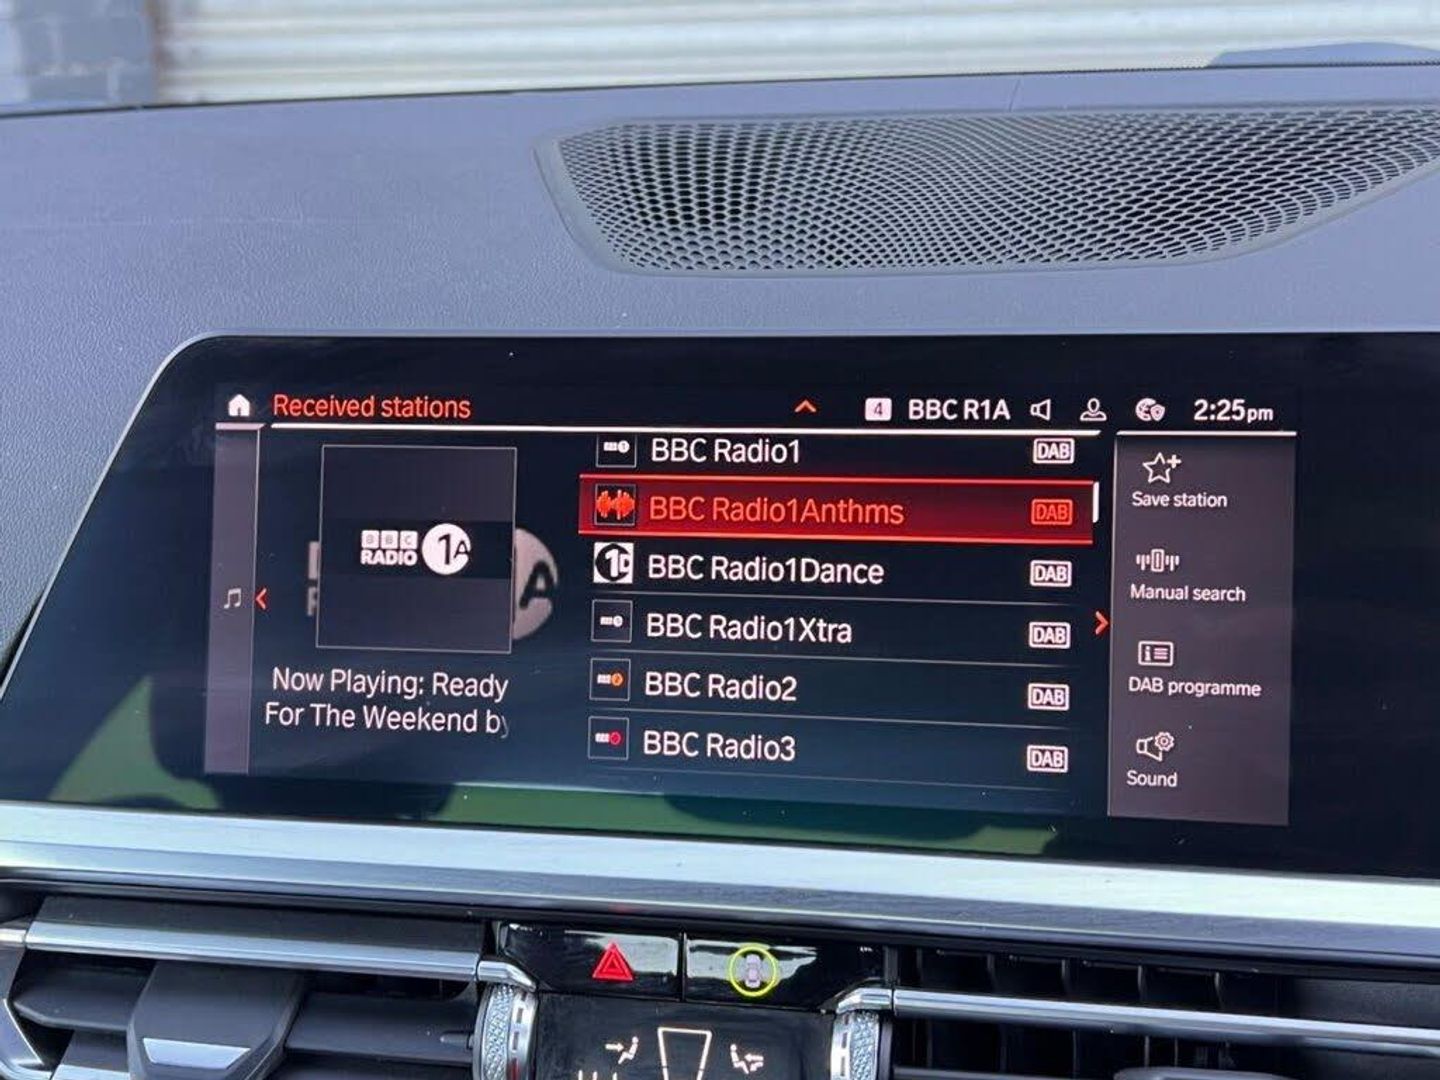 Received stations
4 BBC R1A 2:25pm
BBC Radio1 DAB
BBC Radio1Anthms DAB
BBC Radio1Dance DAB
BBC Radio1Xtra DAB
BBC Radio2 DAB
BBC Radio3 DAB
BBC
RADIO 1A
Now Playing: Ready
For The Weekend by
Save station
Manual search
DAB programme
Sound